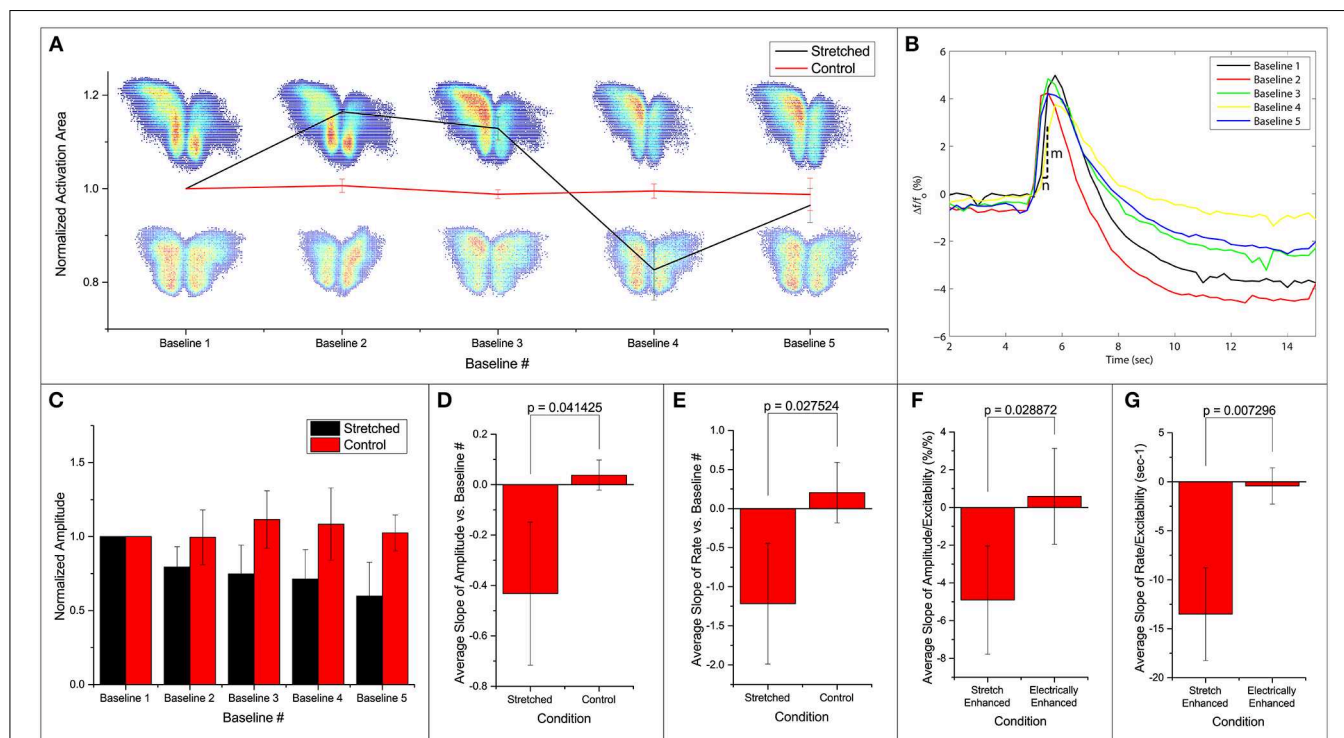 A
Stretched
Control
Normalized Activation Area
1.2
1.0
0.8
Baseline 1
Baseline 2
Baseline 3
Baseline 4
Baseline 5
Baseline #
B
Baseline 1
Baseline 2
Baseline 3
Baseline 4
Baseline 5
Δf/fo (%)
6
4
2
0
−2
−4
−6
m
n
2
4
6
8
10
12
14
Time (sec)
C
Stretched
Control
Normalized Amplitude
1.5
1.0
0.5
0.0
Baseline 1
Baseline 2
Baseline 3
Baseline 4
Baseline 5
Baseline #
D
p = 0.041425
Average Slope of Amplitude vs. Baseline #
0.2
0.0
-0.2
-0.4
-0.6
-0.8
Stretched
Control
Condition
E
p = 0.027524
Average Slope of Rate vs. Baseline #
1.0
0.5
0.0
-0.5
-1.0
-1.5
-2.0
Stretched
Control
Condition
F
p = 0.028872
Average Slope of Amplitude/Excitability (%/%)
4
2
0
-2
-4
-6
-8
Stretch
Enhanced
Electrically
Enhanced
Condition
G
p = 0.007296
Average Slope of Rate/Excitability (sec-1)
5
0
-5
-10
-15
-20
Stretch
Enhanced
Electrically
Enhanced
Condition